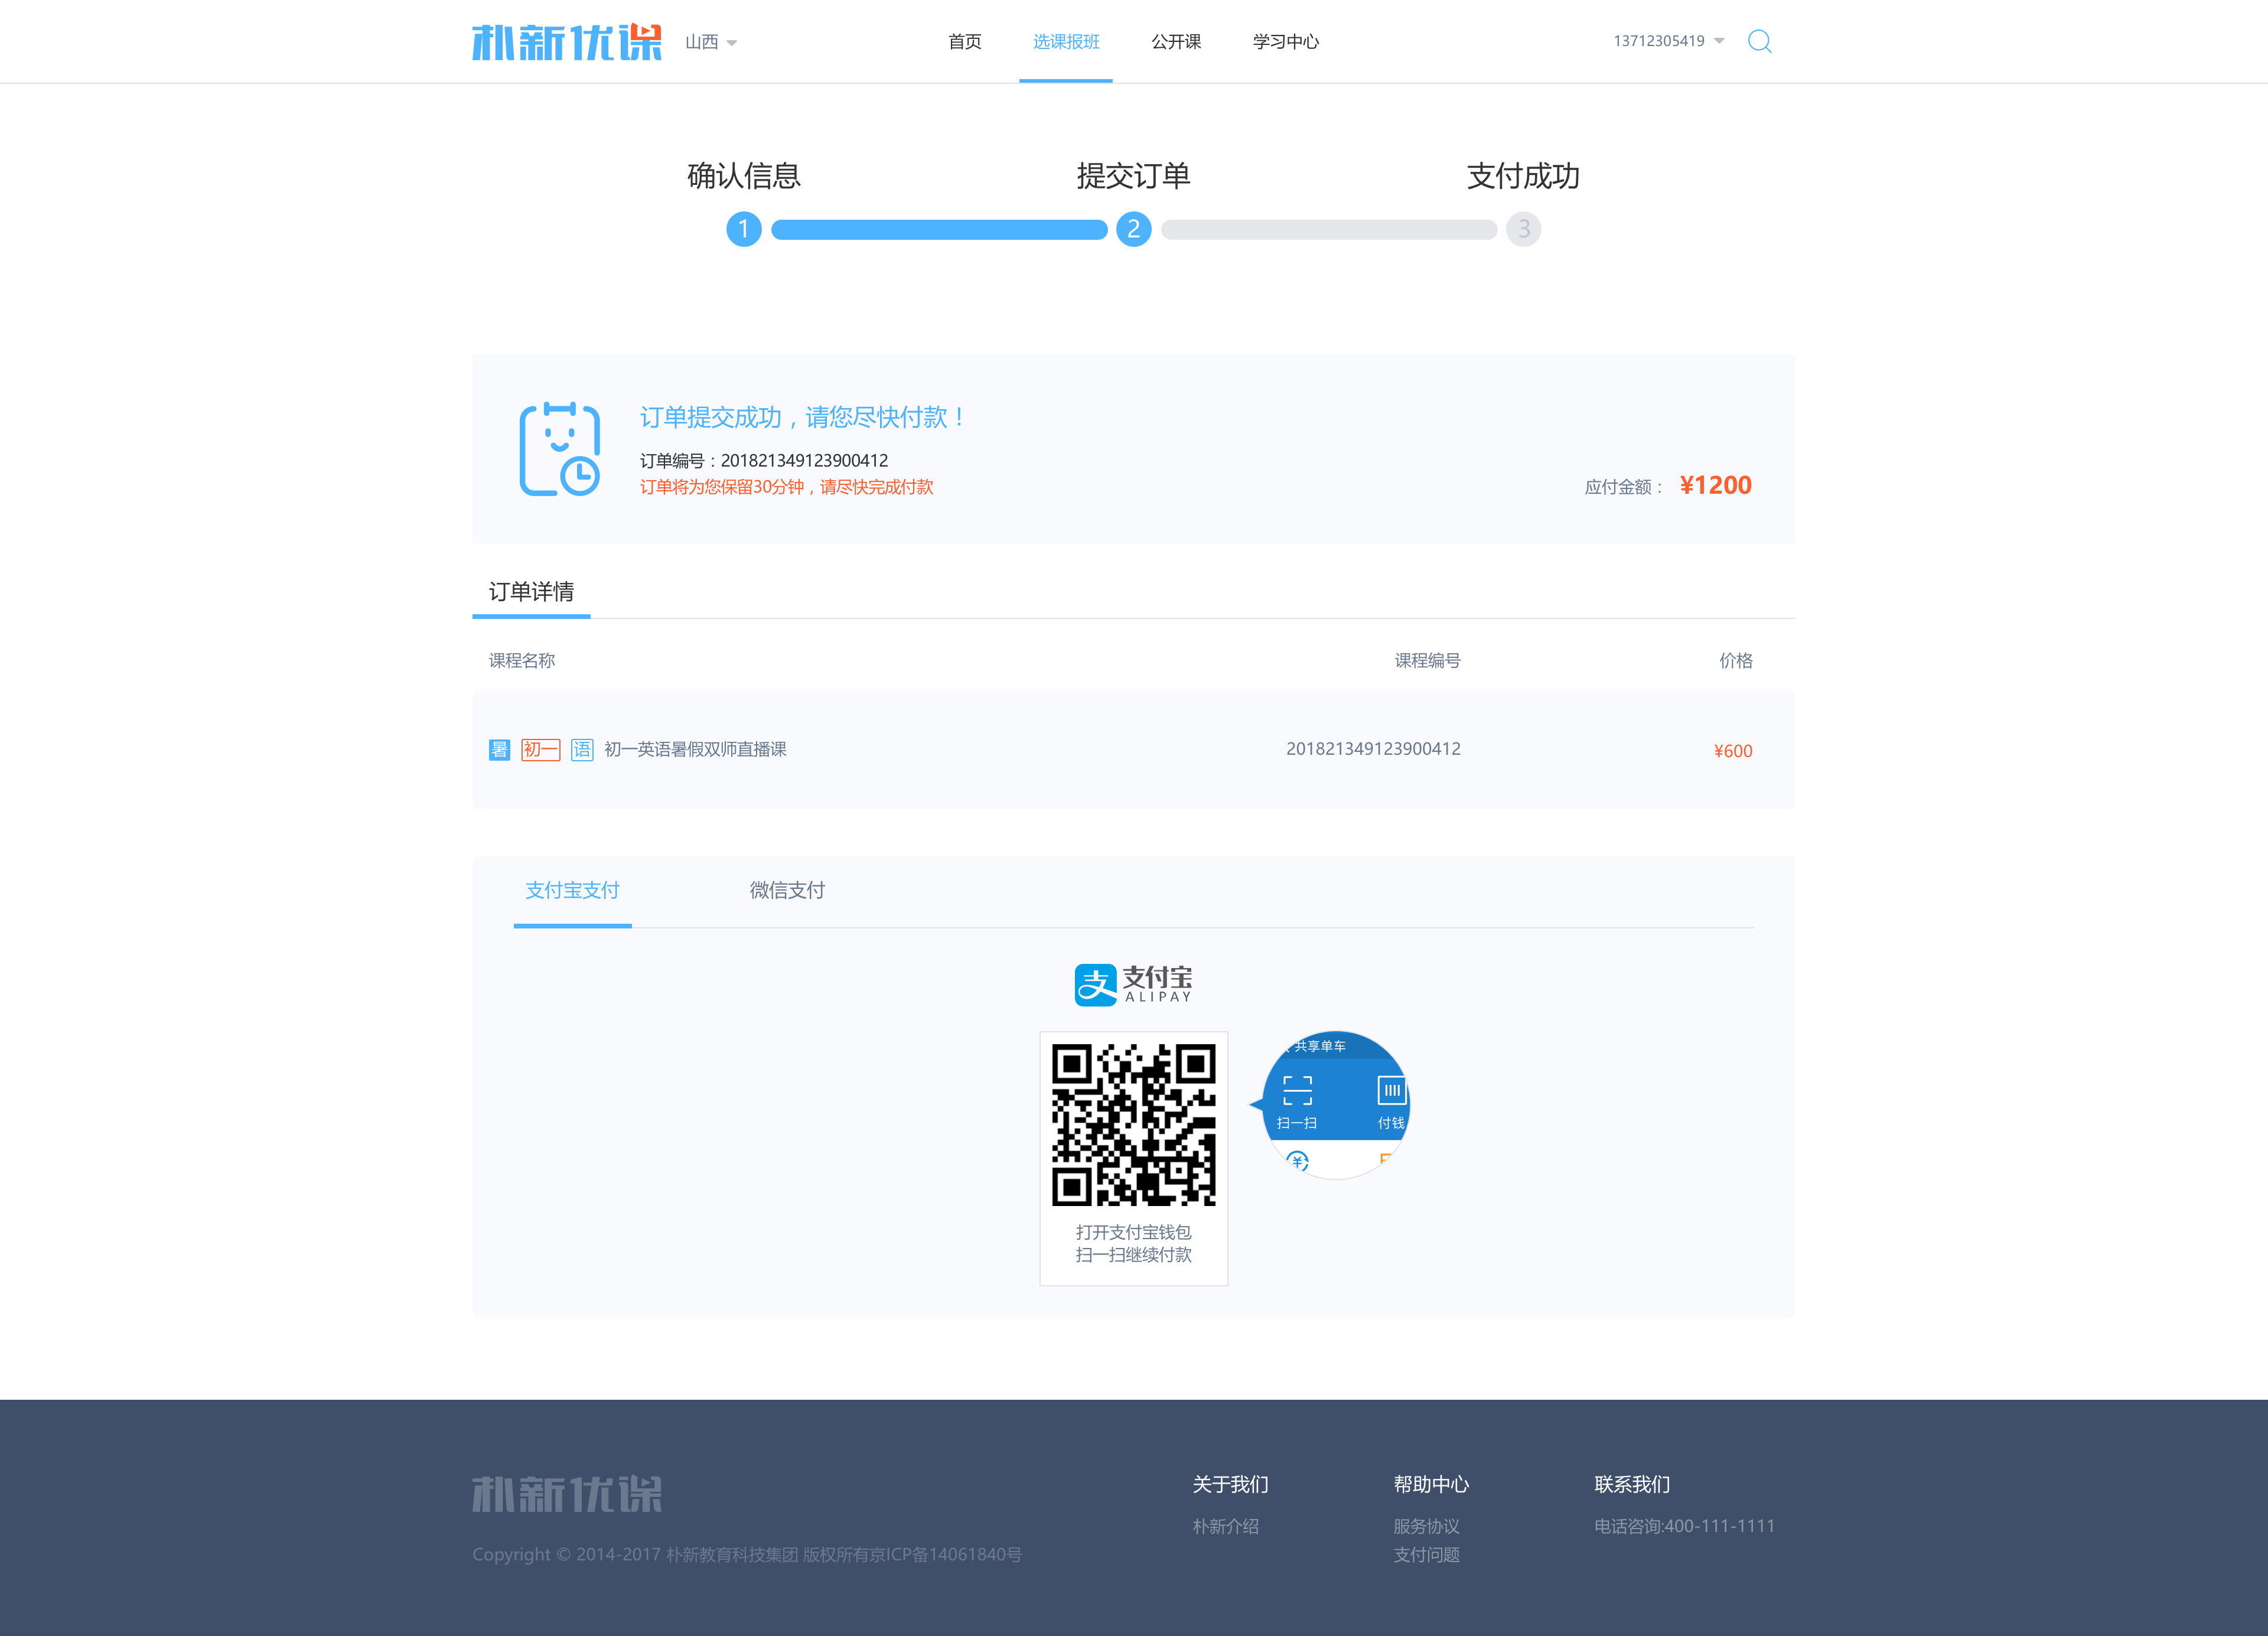 朴新优课 山西 首页 选课报班 公开课 学习中心 13712305419
确认信息 提交订单 支付成功
1 2 3
订单提交成功，请您尽快付款！
订单编号：201821349123900412
订单将为您保留30分钟，请尽快完成付款 应付金额： ¥1200
订单详情
课程名称 课程编号 价格
暑 初一 语 初一英语暑假双师直播课 201821349123900412 ¥600
支付宝支付 微信支付
支 支付宝
ALIPAY
共享单车
扫一扫 付钱
¥
打开支付宝钱包
扫一扫继续付款
朴新优课 关于我们 帮助中心 联系我们
朴新介绍 服务协议 电话咨询:400-111-1111
Copyright © 2014-2017 朴新教育科技集团 版权所有京ICP备14061840号 支付问题